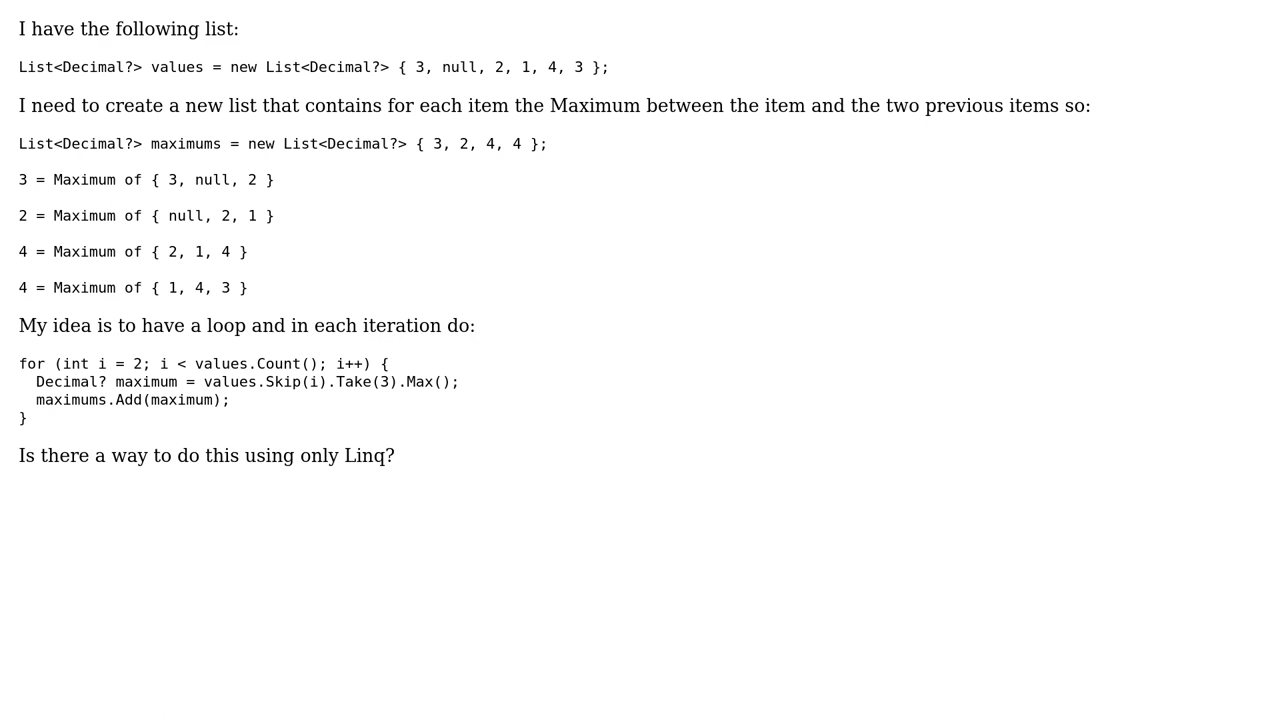 I have the following list:
List<Decimal?> values = new List<Decimal?> { 3, null, 2, 1, 4, 3 };
I need to create a new list that contains for each item the Maximum between the item and the two previous items so:
List<Decimal?> maximums = new List<Decimal?> { 3, 2, 4, 4 };
3 = Maximum of { 3, null, 2 }
2 = Maximum of { null, 2, 1 }
4 = Maximum of { 2, 1, 4 }
4 = Maximum of { 1, 4, 3 }
My idea is to have a loop and in each iteration do:
for (int i = 2; i < values.Count(); i++) {
  Decimal? maximum = values.Skip(i).Take(3).Max();
  maximums.Add(maximum);
}
Is there a way to do this using only Linq?